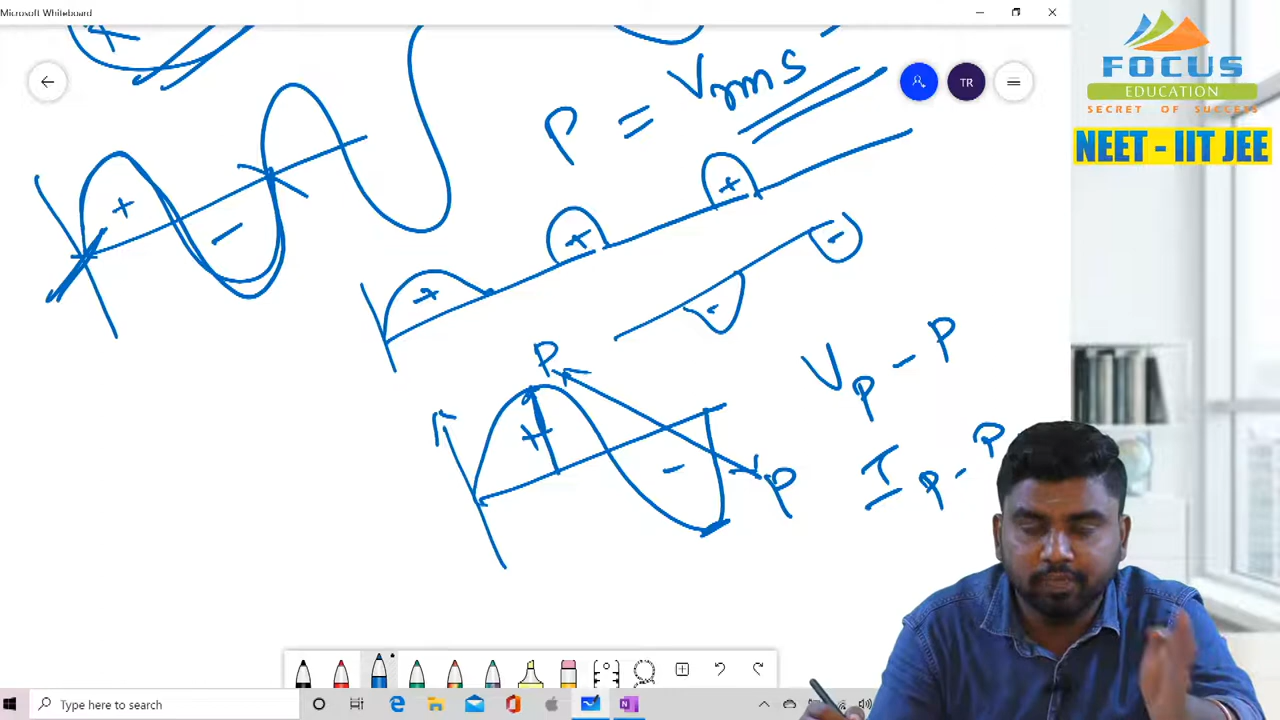 Microsoft Whiteboard
TR
FOCUS
EDUCATION
SECRET OF SUCCESS
NEET - IIT JEE
P = Vrms
+
-
+
+
+
-
-
P
+
-
P
VP - P
IP - P
Type here to search